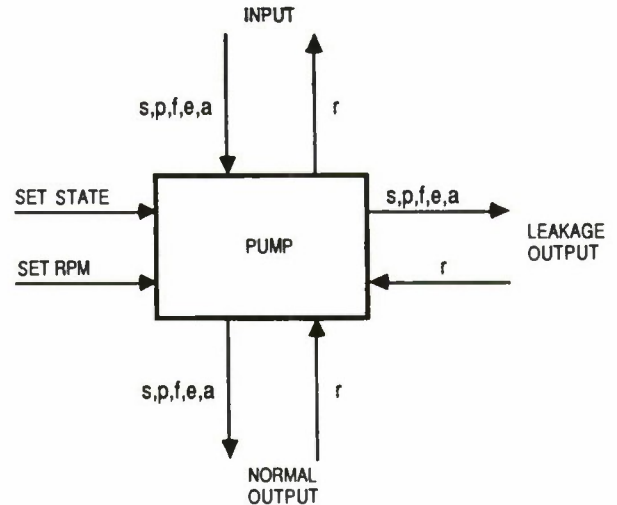 INPUT
s,p,f,e,a
r
SET STATE
s,p,f,e,a
PUMP
LEAKAGE
OUTPUT
SET RPM
r
s,p,f,e,a
r
NORMAL
OUTPUT